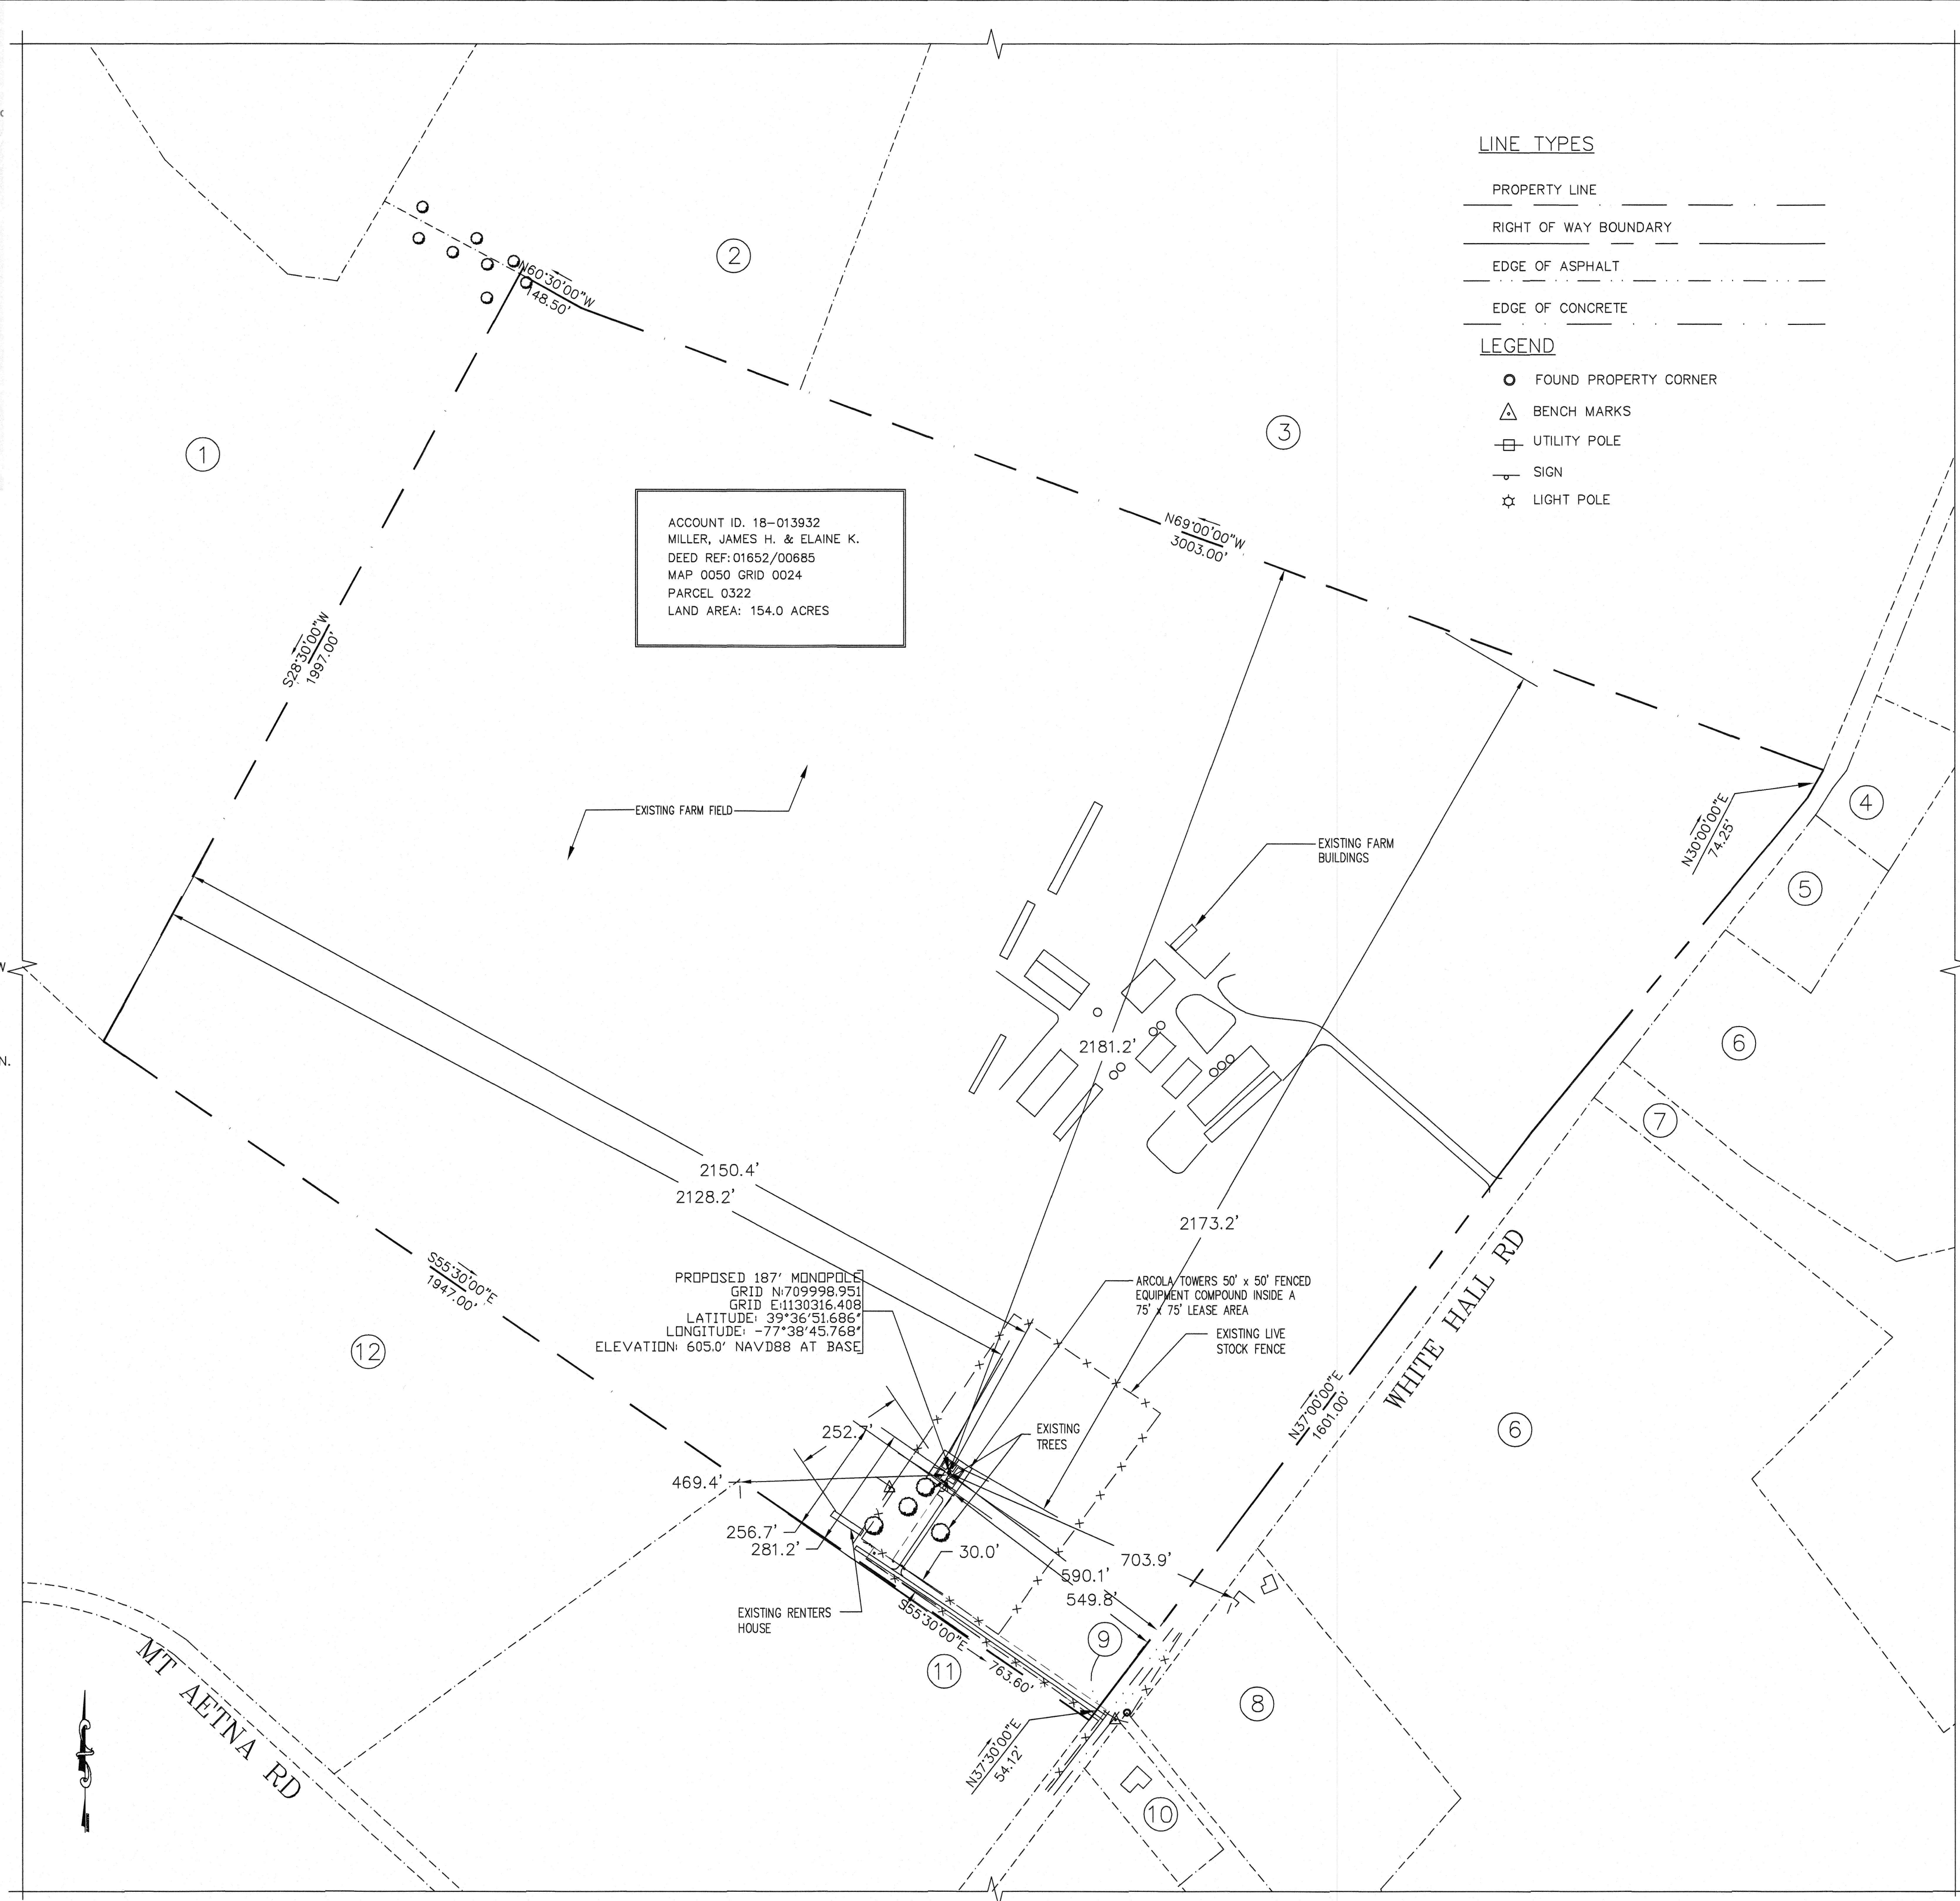 LINE TYPES
PROPERTY LINE
RIGHT OF WAY BOUNDARY
EDGE OF ASPHALT
EDGE OF CONCRETE
LEGEND
FOUND PROPERTY CORNER
BENCH MARKS
UTILITY POLE
SIGN
LIGHT POLE
N60°30'00"W
148.50'
2
3
1
N69°00'00"W
3003.00'
ACCOUNT ID. 18-013932
MILLER, JAMES H. & ELAINE K.
DEED REF: 01652/00685
MAP 0050 GRID 0024
PARCEL 0322
LAND AREA: 154.0 ACRES
S28°30'00"W
1997.00'
EXISTING FARM FIELD
EXISTING FARM
BUILDINGS
N30°00'00"E
74.25'
4
5
6
7
W
N.
2181.2'
2150.4'
2128.2'
2173.2'
S55°30'00"E
1947.00'
PROPOSED 187' MONOPOLE
GRID N:709998.951
GRID E:1130316.408
LATITUDE: 39°36'51.686"
LONGITUDE: -77°38'45.768"
ELEVATION: 605.0' NAVD88 AT BASE
ARCOLA TOWERS 50' x 50' FENCED
EQUIPMENT COMPOUND INSIDE A
75' x 75' LEASE AREA
EXISTING LIVE
STOCK FENCE
WHITE HALL RD
N37°00'00"E
1601.00'
12
6
252.7'
EXISTING
TREES
469.4'
256.7'
281.2'
30.0'
703.9'
590.1'
549.8'
EXISTING RENTERS
HOUSE
S55°30'00"E
763.60'
9
11
8
MT AETNA RD
N37°30'00"E
54.12'
10